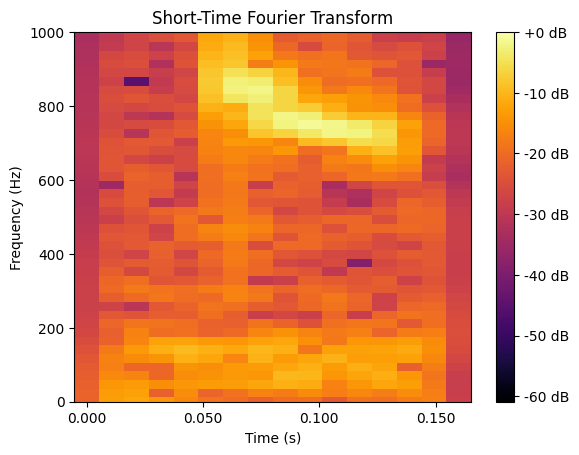 Short-Time Fourier Transform
1000
800
600
400
200
0
Frequency (Hz)
0.000
0.050
0.100
0.150
Time (s)
+0 dB
-10 dB
-20 dB
-30 dB
-40 dB
-50 dB
-60 dB